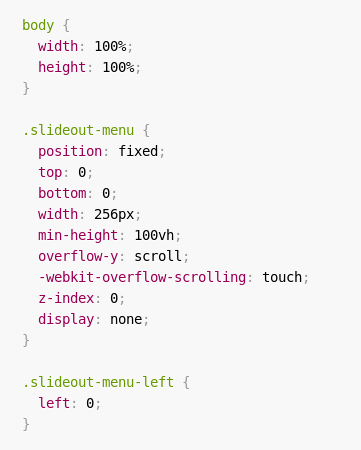 body {
  width: 100%;
  height: 100%;
}

.slideout-menu {
  position: fixed;
  top: 0;
  bottom: 0;
  width: 256px;
  min-height: 100vh;
  overflow-y: scroll;
  -webkit-overflow-scrolling: touch;
  z-index: 0;
  display: none;
}

.slideout-menu-left {
  left: 0;
}